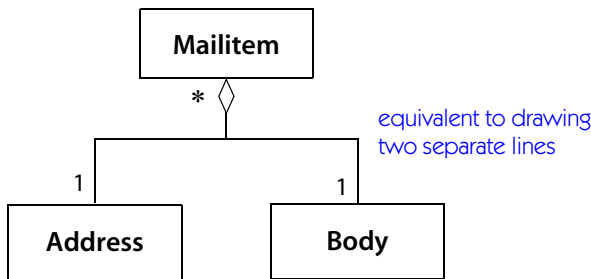 Mailitem
*
equivalent to drawing
two separate lines
1
1
Address
Body